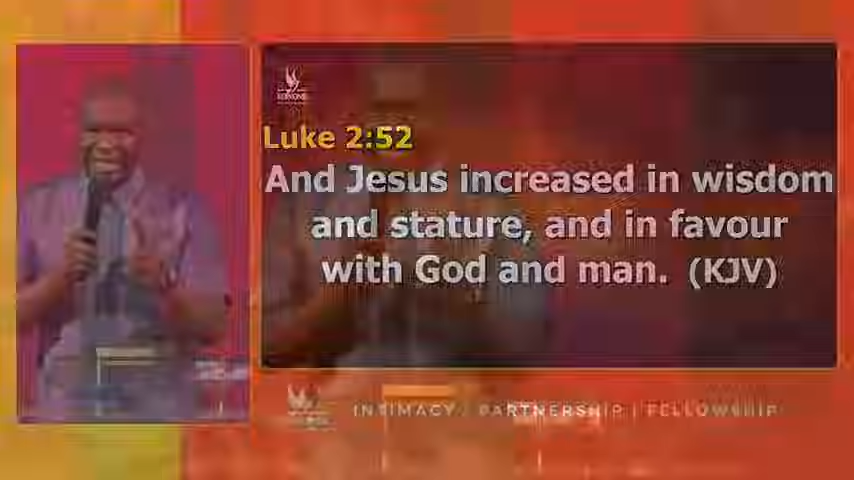 Luke 2:52
And Jesus increased in wisdom
and stature, and in favour
with God and man. (KJV)
INTIMACY | PARTNERSHIP | FELLOWSHIP